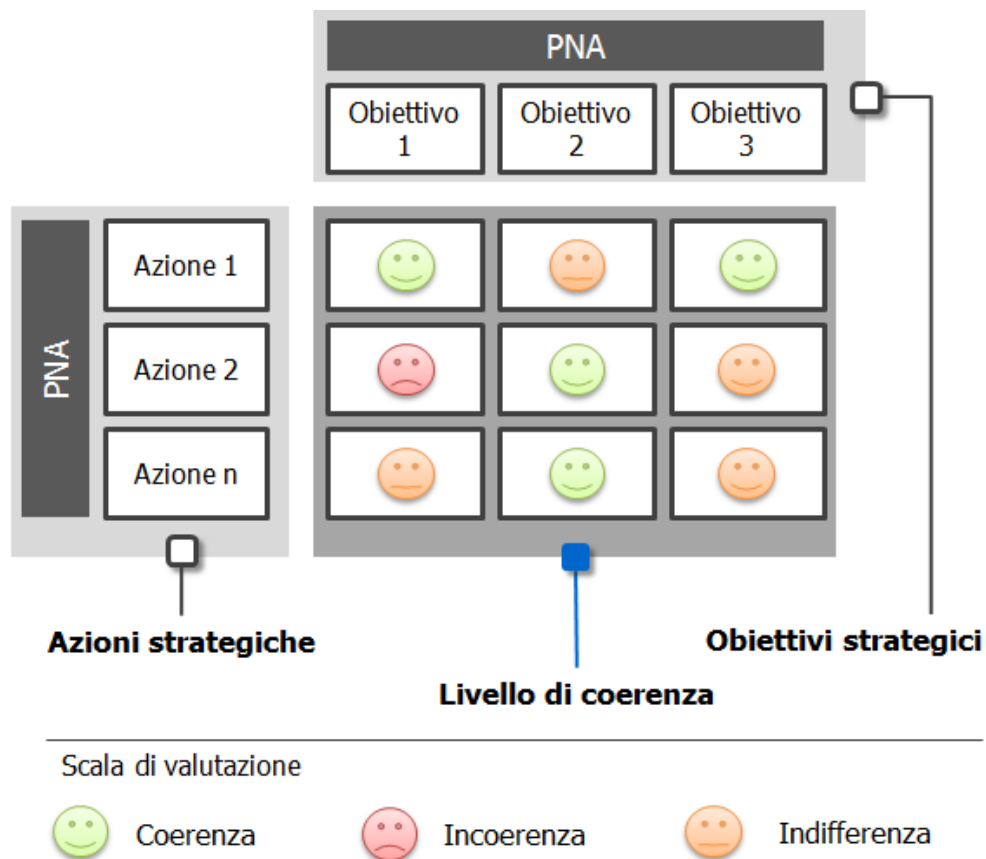 PNA
Obiettivo
1
Obiettivo
2
Obiettivo
3
PNA
Azione 1
Azione 2
Azione n
Azioni strategiche
Obiettivi strategici
Livello di coerenza
Scala di valutazione
Coerenza
Incoerenza
Indifferenza